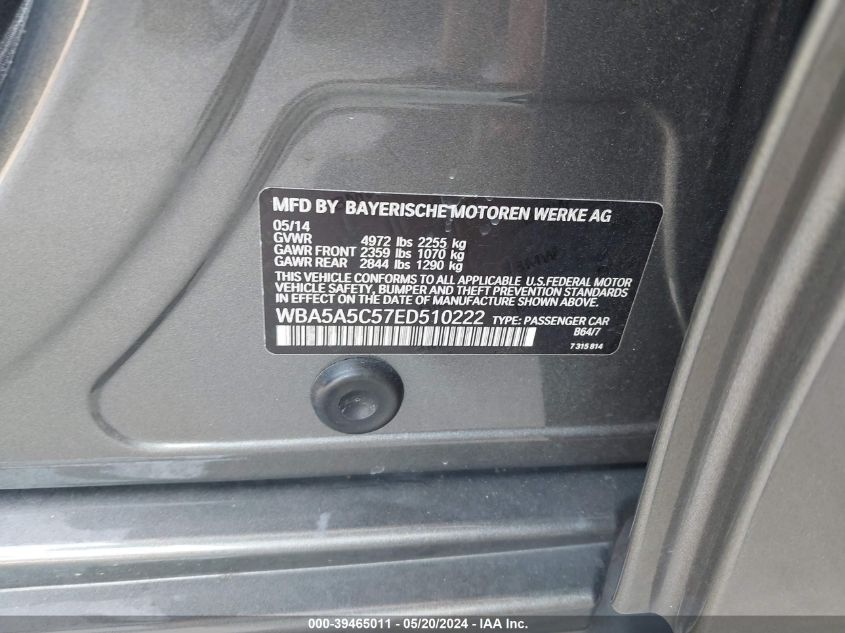 MFD BY BAYERISCHE MOTOREN WERKE AG
05/14
GVWR 4972 lbs 2255 kg
GAWR FRONT 2359 lbs 1070 kg
GAWR REAR 2844 lbs 1290 kg
THIS VEHICLE CONFORMS TO ALL APPLICABLE U.S. FEDERAL MOTOR
VEHICLE SAFETY, BUMPER AND THEFT PREVENTION STANDARDS
IN EFFECT ON THE DATE OF MANUFACTURE SHOWN ABOVE.
WBA5A5C57ED510222 TYPE: PASSENGER CAR
B64/7
7 315 814
000-39465011 - 05/20/2024 - IAA Inc.